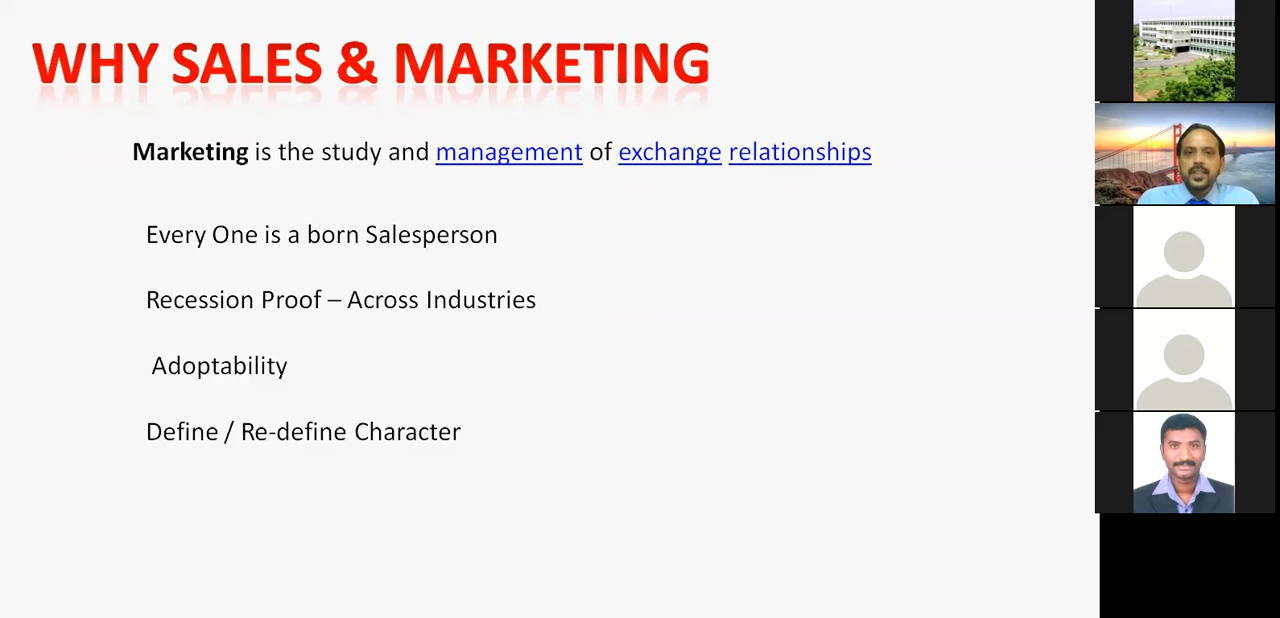 WHY SALES & MARKETING
Marketing is the study and management of exchange relationships
Every One is a born Salesperson
Recession Proof – Across Industries
Adoptability
Define / Re-define Character